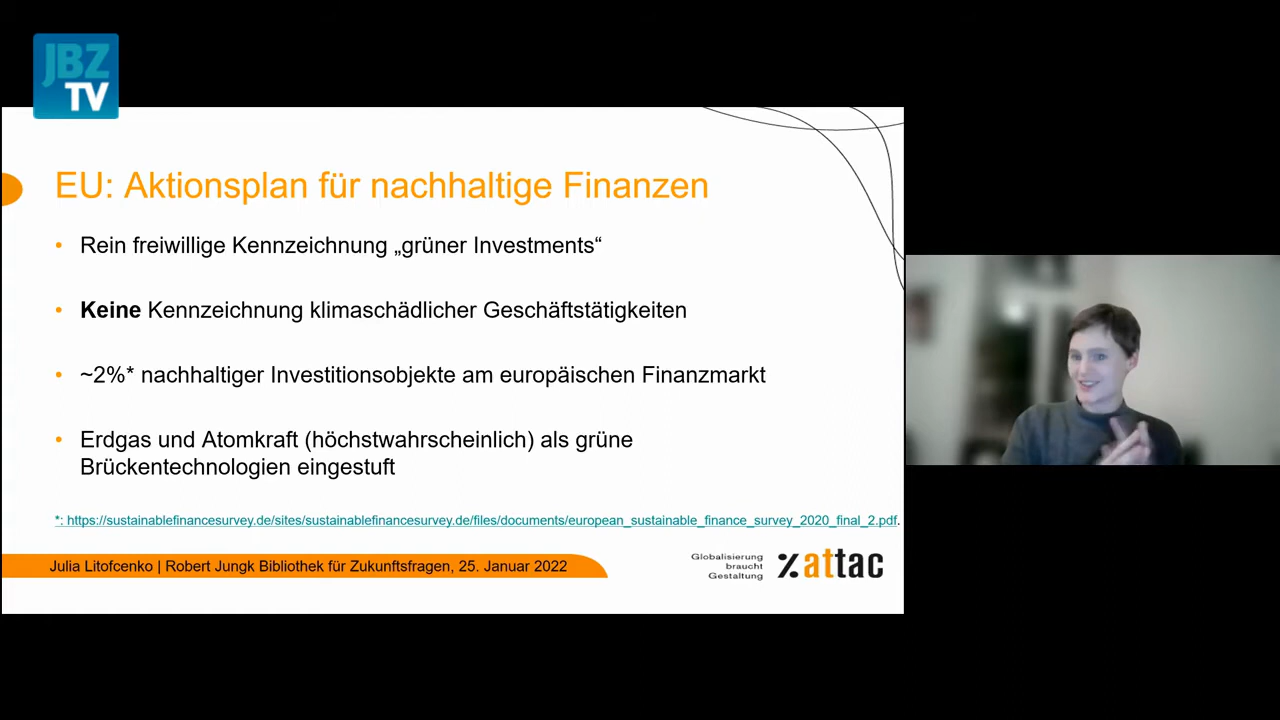 JBZ
TV
EU: Aktionsplan für nachhaltige Finanzen
• Rein freiwillige Kennzeichnung „grüner Investments“
• Keine Kennzeichnung klimaschädlicher Geschäftstätigkeiten
• ~2%* nachhaltiger Investitionsobjekte am europäischen Finanzmarkt
• Erdgas und Atomkraft (höchstwahrscheinlich) als grüne
Brückentechnologien eingestuft
*: https://sustainablefinancesurvey.de/sites/sustainablefinancesurvey.de/files/documents/european_sustainable_finance_survey_2020_final_2.pdf.
Julia Litofcenko | Robert Jungk Bibliothek für Zukunftsfragen, 25. Januar 2022
Globalisierung
braucht
Gestaltung
attac